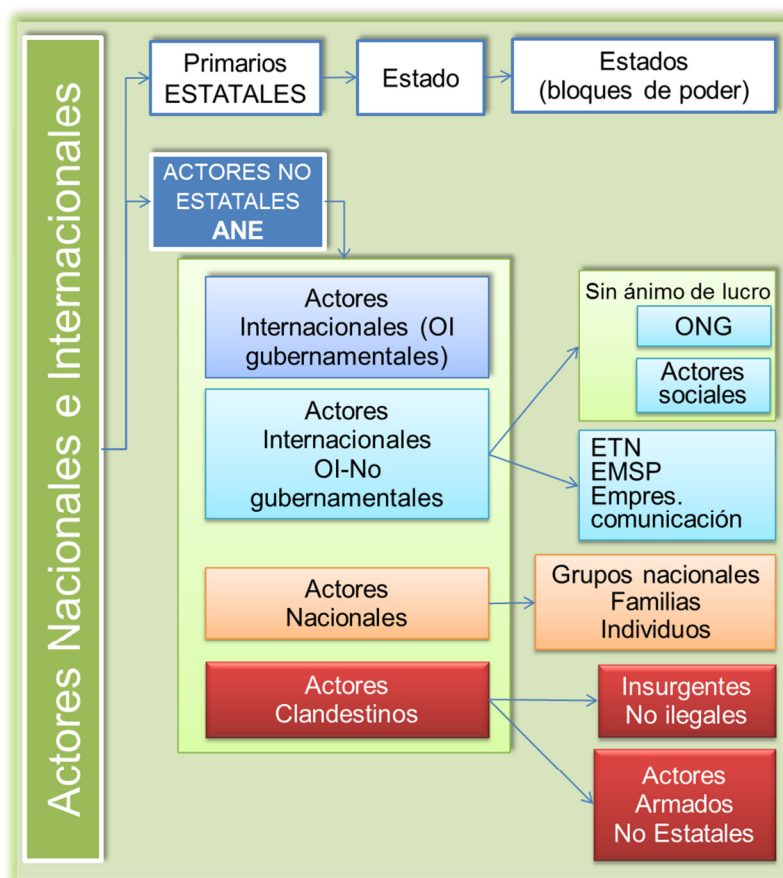 Actores Nacionales e Internacionales
Primarios
ESTATALES
Estado
Estados
(bloques de poder)
ACTORES NO
ESTATALES
ANE
Actores
Internacionales (OI
gubernamentales)
Actores
Internacionales
OI-No
gubernamentales
Sin ánimo de lucro
ONG
Actores
sociales
ETN
EMSP
Empres.
comunicación
Actores
Nacionales
Grupos nacionales
Familias
Individuos
Actores
Clandestinos
Insurgentes
No ilegales
Actores
Armados
No Estatales